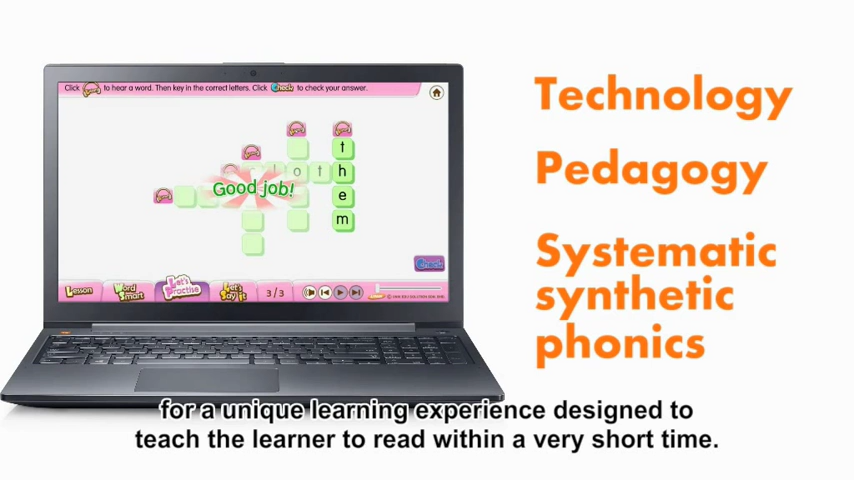 Click to hear a word. Then key in the correct letters. Click Check to check your answer.
t
loth
e
m
Good job!
Check
Lesson
Word Smart
Let's Practise
Let's Say it
3/3
Technology
Pedagogy
Systematic
synthetic
phonics
for a unique learning experience designed to
teach the learner to read within a very short time.